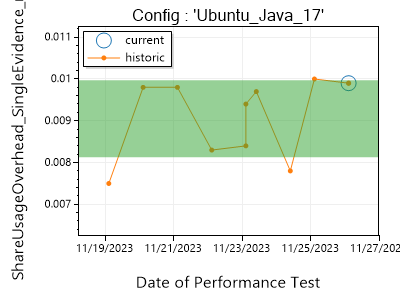 Config : 'Ubuntu_Java_17'
current
historic
0.011
0.01
0.009
0.008
0.007
ShareUsageOverhead_SingleEvidence_
11/19/2023
11/21/2023
11/23/2023
11/25/2023
11/27/202
Date of Performance Test